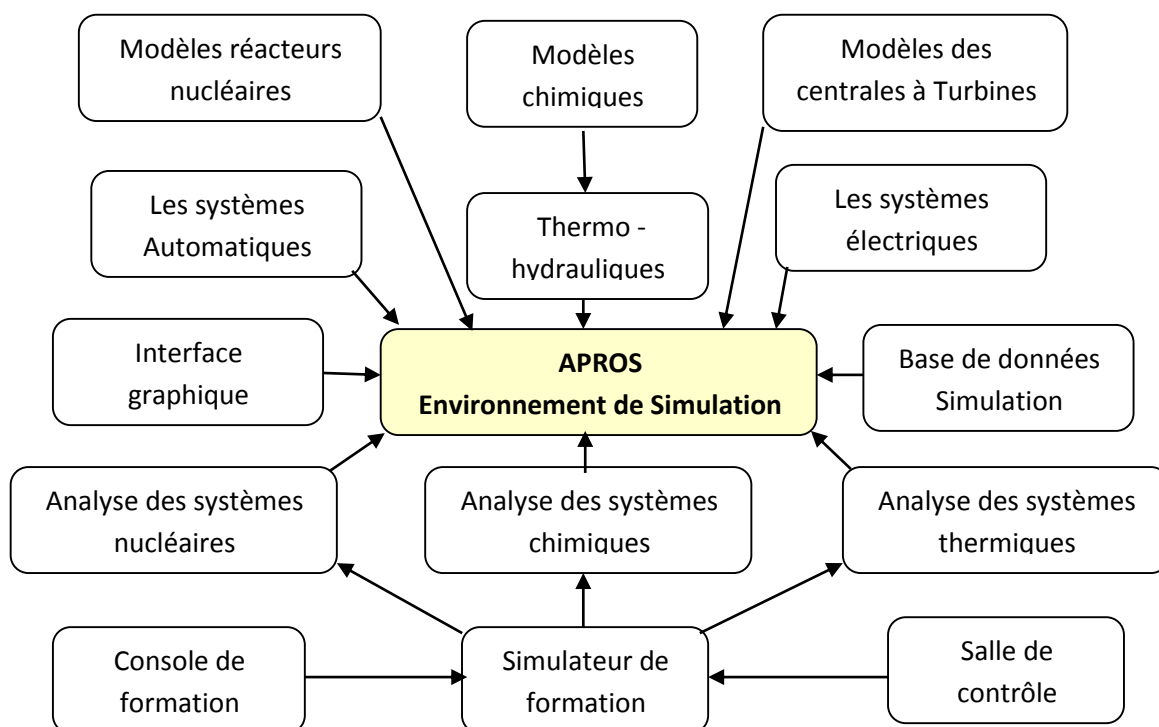 Modèles réacteurs
nucléaires
Modèles
chimiques
Modèles des
centrales à Turbines
Les systèmes
Automatiques
Thermo -
hydrauliques
Les systèmes
électriques
Interface
graphique
APROS
Environnement de Simulation
Base de données
Simulation
Analyse des systèmes
nucléaires
Analyse des systèmes
chimiques
Analyse des systèmes
thermiques
Console de
formation
Simulateur de
formation
Salle de
contrôle